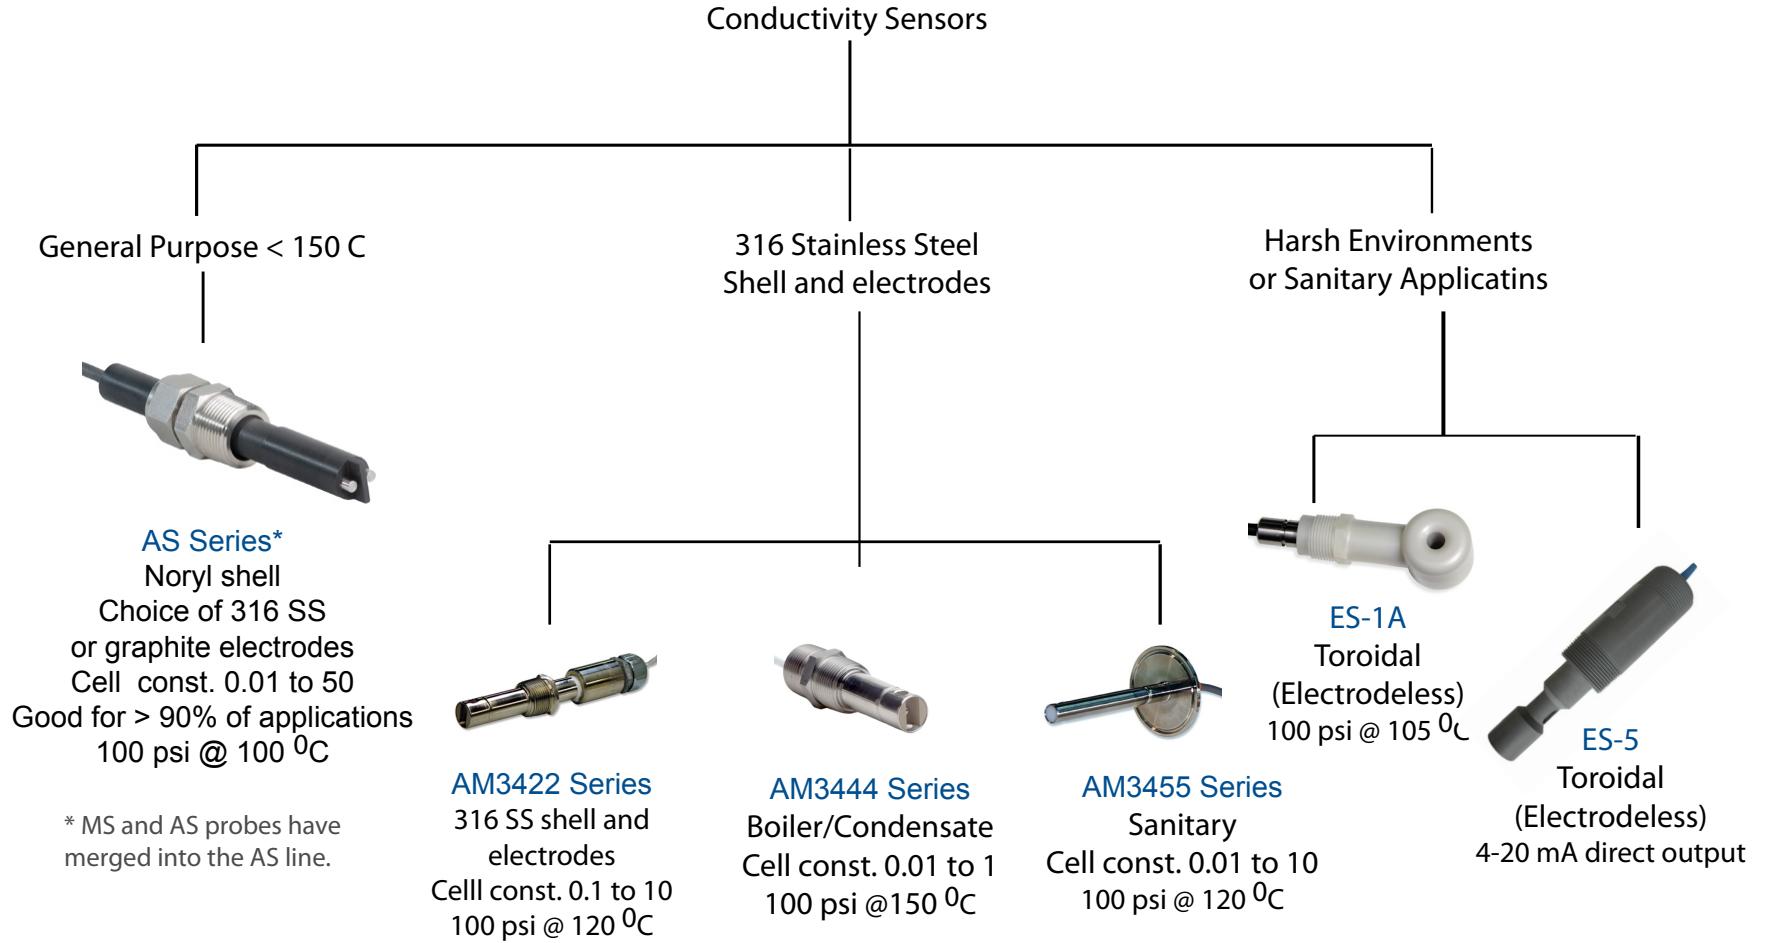 Conductivity Sensors
General Purpose < 150 C
316 Stainless Steel
Shell and electrodes
Harsh Environments
or Sanitary Applicatins
AS Series*
Noryl shell
Choice of 316 SS
or graphite electrodes
Cell const. 0.01 to 50
Good for > 90% of applications
100 psi @ 100 ⁰C
* MS and AS probes have
merged into the AS line.
AM3422 Series
316 SS shell and
electrodes
Celll const. 0.1 to 10
100 psi @ 120 ⁰C
AM3444 Series
Boiler/Condensate
Cell const. 0.01 to 1
100 psi @150 ⁰C
AM3455 Series
Sanitary
Cell const. 0.01 to 10
100 psi @ 120 ⁰C
ES-1A
Toroidal
(Electrodeless)
100 psi @ 105 ⁰C
ES-5
Toroidal
(Electrodeless)
4-20 mA direct output